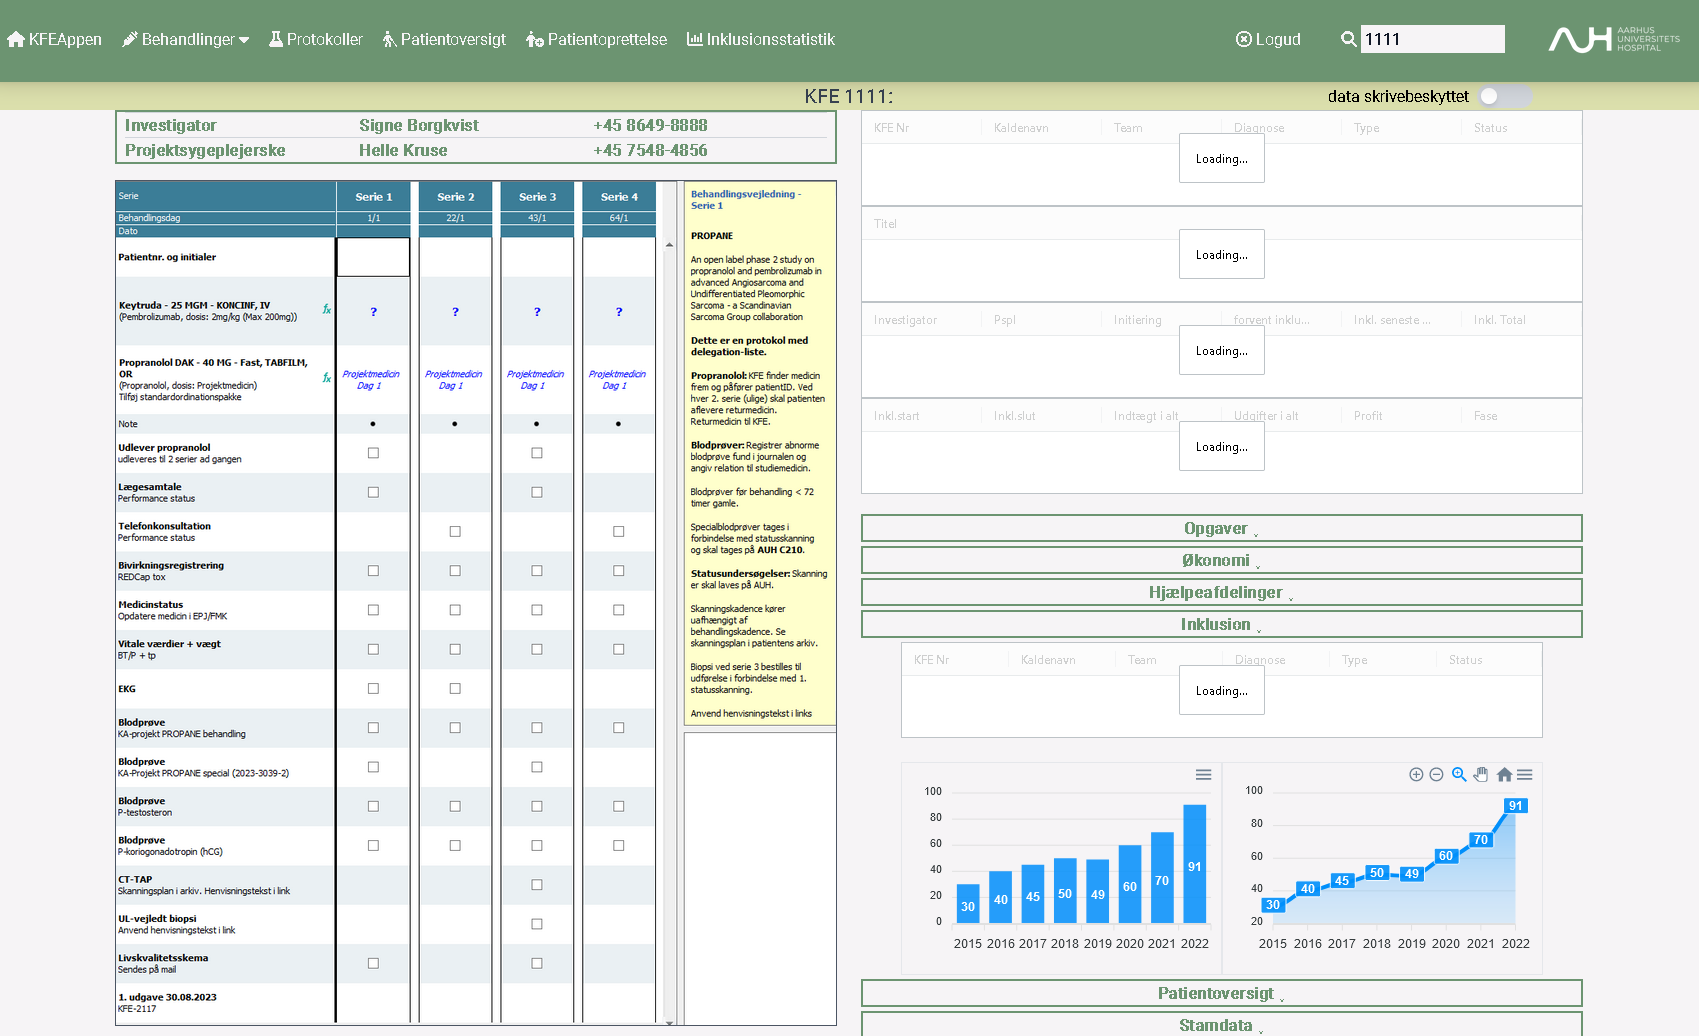 KFEAppen Behandlinger Protokoller Patientoversigt Patientoprettelse Inklusionsstatistik Logud 1111 AUH AARHUS UNIVERSITETS HOSPITAL
KFE 1111: data skrivebeskyttet
Investigator Signe Borgkvist +45 8649-8888
Projektsygeplejerske Helle Kruse +45 7548-4856
Serie Serie 1 Serie 2 Serie 3 Serie 4
Behandlingsdag 1/1 22/1 43/1 64/1
Dato
Patientnr. og initialer
Keytruda - 25 MGM - KONCINF, IV
(Pembrolizumab, dosis: 2mg/kg (Max 200mg)) fx ? ? ? ?
Propranolol DAK - 40 MG - Fast, TABFILM,
OR
(Propranolol, dosis: Projektmedicin) fx Projektmedicin Projektmedicin Projektmedicin Projektmedicin
Tilføj standardordinationspakke Dag 1 Dag 1 Dag 1 Dag 1
Note • • • •
Udlever propranolol
udleveres til 2 serier ad gangen
Lægesamtale
Performance status
Telefonkonsultation
Performance status
Bivirkningsregistrering
REDCap tox
Medicinstatus
Opdatere medicin i EPJ/FMK
Vitale værdier + vægt
BT/P + tp
EKG
Blodprøve
KA-projekt PROPANE behandling
Blodprøve
KA-Projekt PROPANE special (2023-3039-2)
Blodprøve
P-testosteron
Blodprøve
P-koriogonadotropin (hCG)
CT-TAP
Skanningsplan i arkiv. Henvisningstekst i link
UL-vejledt biopsi
Anvend henvisningstekst i link
Livskvalitetsskema
Sendes på mail
1. udgave 30.08.2023
KFE-2117
Behandlingsvejledning -
Serie 1
PROPANE
An open label phase 2 study on
propranolol and pembrolizumab in
advanced Angiosarcoma and
Undifferentiated Pleomorphic
Sarcoma - a Scandinavian
Sarcoma Group collaboration
Dette er en protokol med
delegation-liste.
Propranolol: KFE finder medicin
frem og påfører patientID. Ved
hver 2. serie (ulige) skal patienten
aflevere returmedicin.
Returmedicin til KFE.
Blodprøver: Registrer abnorme
blodprøve fund i journalen og
angiv relation til studiemedicin.
Blodprøver før behandling < 72
timer gamle.
Specialblodprøver tages i
forbindelse med statusskanning
og skal tages på AUH C210.
Statusundersøgelser: Skanning
er skal laves på AUH.
Skanningskadence kører
uafhængigt af
behandlingskadence. Se
skanningsplan i patientens arkiv.
Biopsi ved serie 3 bestilles til
udførelse i forbindelse med 1.
statusskanning.
Anvend henvisningstekst i links
KFE Nr Kaldenavn Team Diagnose Type Status
Loading...
Titel
Loading...
Investigator Pspl Initiering forvent inklu... Inkl. seneste ... Inkl. Total
Loading...
Inkl.start Inkl.slut Indtægt i alt Udgifter i alt Profit Fase
Loading...
Opgaver
Økonomi
Hjælpeafdelinger
Inklusion
KFE Nr Kaldenavn Team Diagnose Type Status
Loading...
100
80
60
40
20
0
30 40 45 50 49 60 70 91
2015 2016 2017 2018 2019 2020 2021 2022
100
80
60
40
20
30 40 45 50 49 60 70 91
2015 2016 2017 2018 2019 2020 2021 2022
Patientoversigt
Stamdata